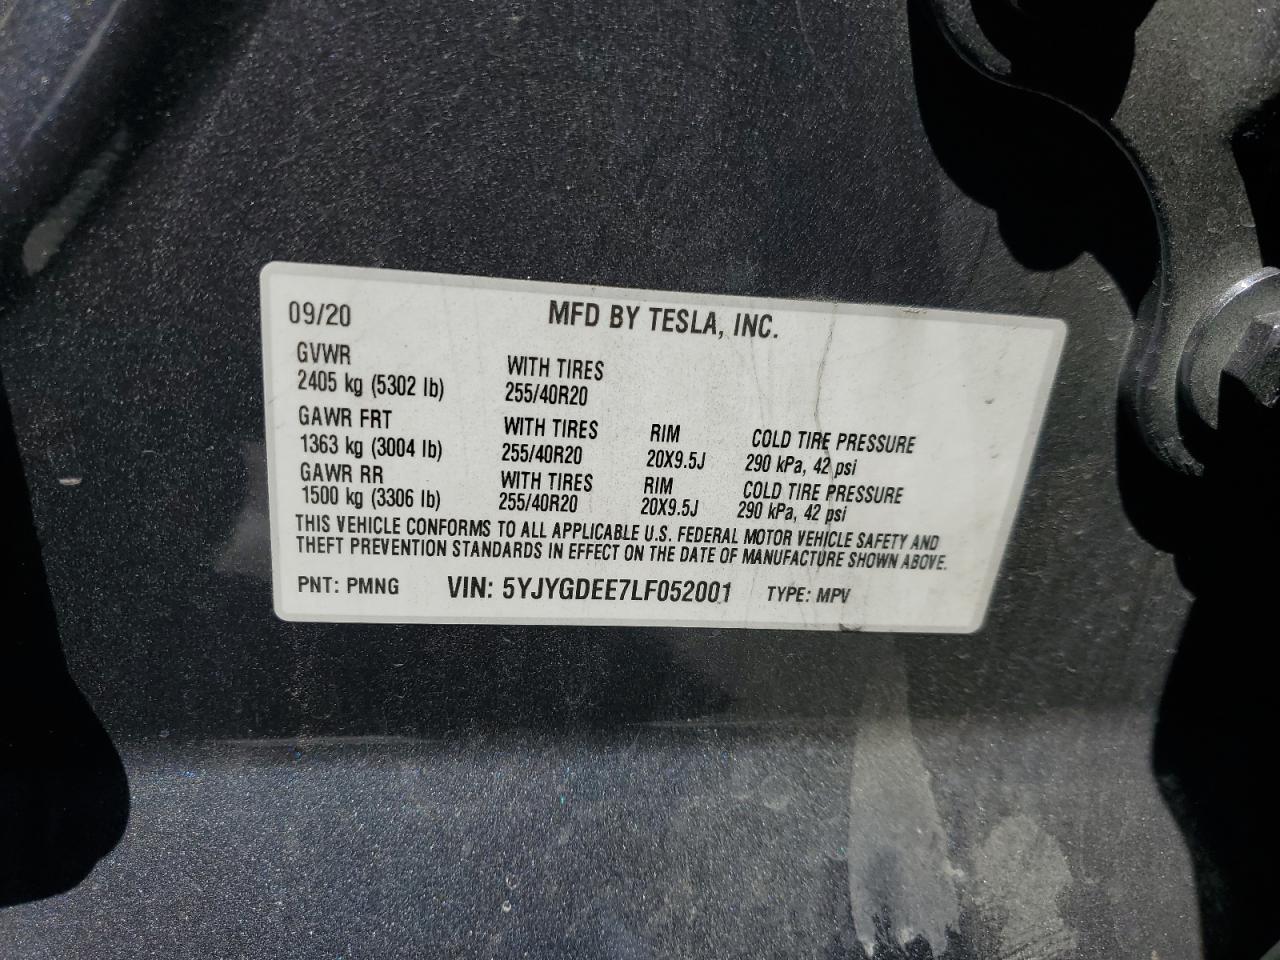 09/20 MFD BY TESLA, INC.
GVWR WITH TIRES
2405 kg (5302 lb) 255/40R20
GAWR FRT WITH TIRES RIM COLD TIRE PRESSURE
1363 kg (3004 lb) 255/40R20 20X9.5J 290 kPa, 42 psi
GAWR RR WITH TIRES RIM COLD TIRE PRESSURE
1500 kg (3306 lb) 255/40R20 20X9.5J 290 kPa, 42 psi
THIS VEHICLE CONFORMS TO ALL APPLICABLE U.S. FEDERAL MOTOR VEHICLE SAFETY AND
THEFT PREVENTION STANDARDS IN EFFECT ON THE DATE OF MANUFACTURE SHOWN ABOVE.
PNT: PMNG VIN: 5YJYGDEE7LF052001 TYPE: MPV